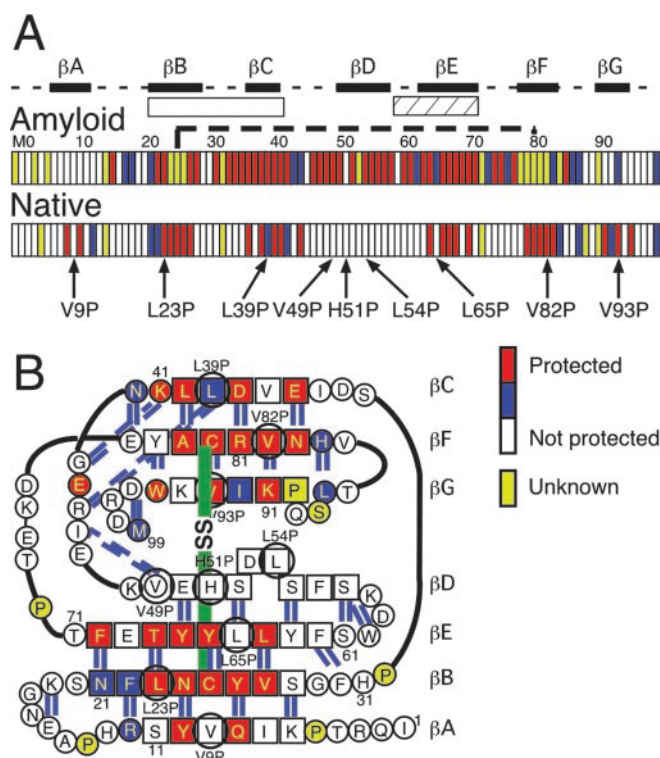 A
βA βB βC βD βE βF βG
Amyloid
M0 10 20 30 40 50 60 70 80 90
Native
V9P L23P L39P V49P H51P L54P L65P V82P V93P
B
41 L39P
N K L L D V E I D S βC
V82P
E Y A C R V N H V βF
81
G
D E R D W K V I K P L T βG
K R V93P 91 Q S
E I D M SS
T E 99 H51P L54P
D L
K V E H S S F S K βD
P V49P D
71 61 W
T F E T Y Y L L Y F S βE
L65P
G K S N F L N C Y V S G F H P βB
N 21 L23P 31
E A P H R S Y V Q I K P T R Q I 1 βA
11 V9P
Protected
Not protected
Unknown